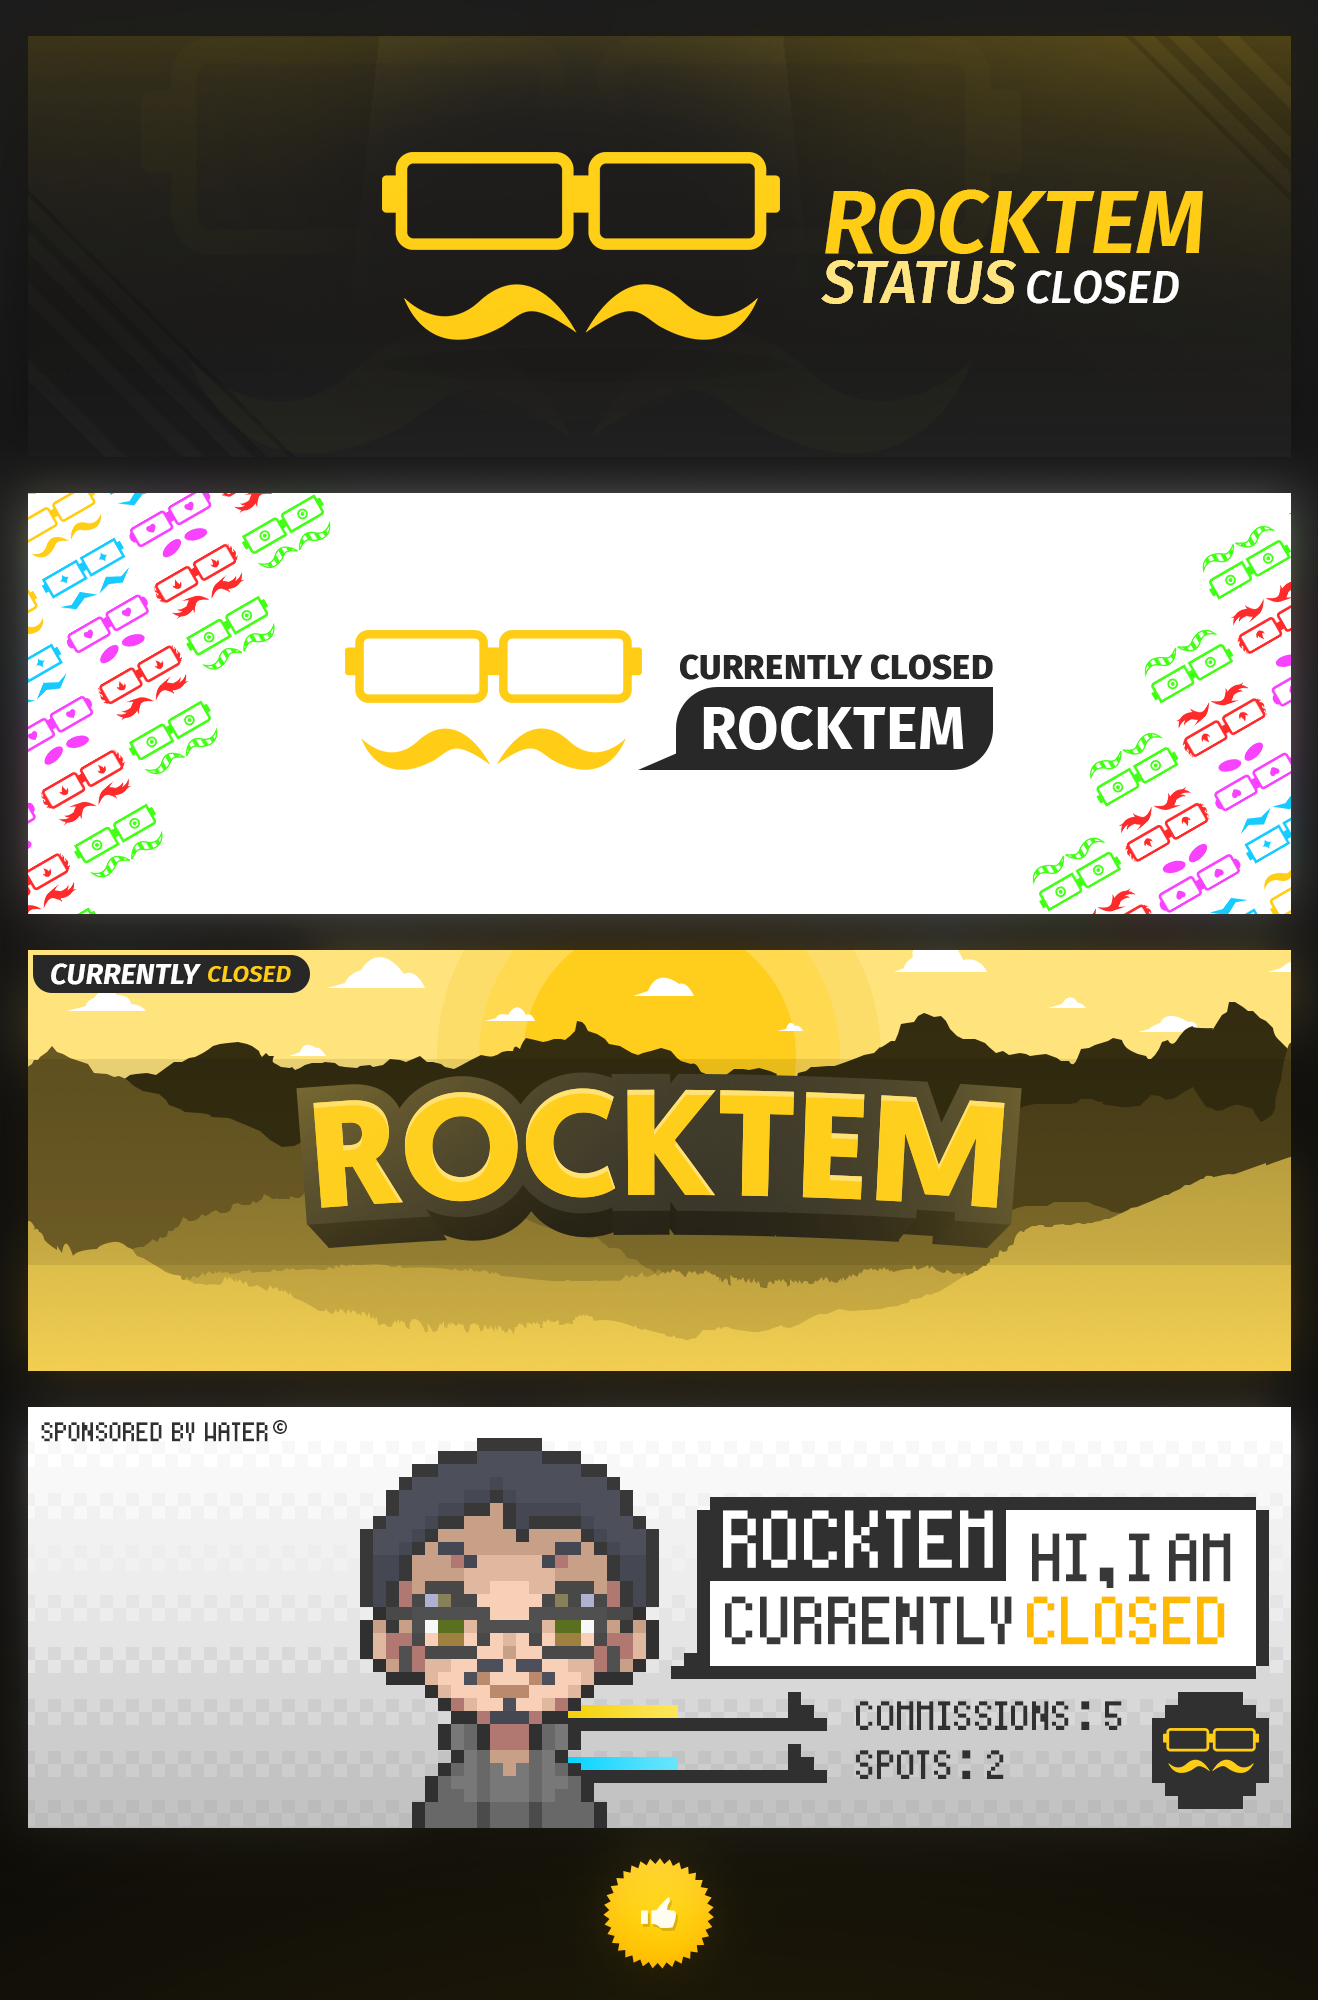 ROCKTEM
STATUS CLOSED
CURRENTLY CLOSED
ROCKTEM
CURRENTLY CLOSED
ROCKTEM
SPONSORED BY WATER©
ROCKTEM HI, I AM
CURRENTLY CLOSED
COMMISSIONS:5
SPOTS:2